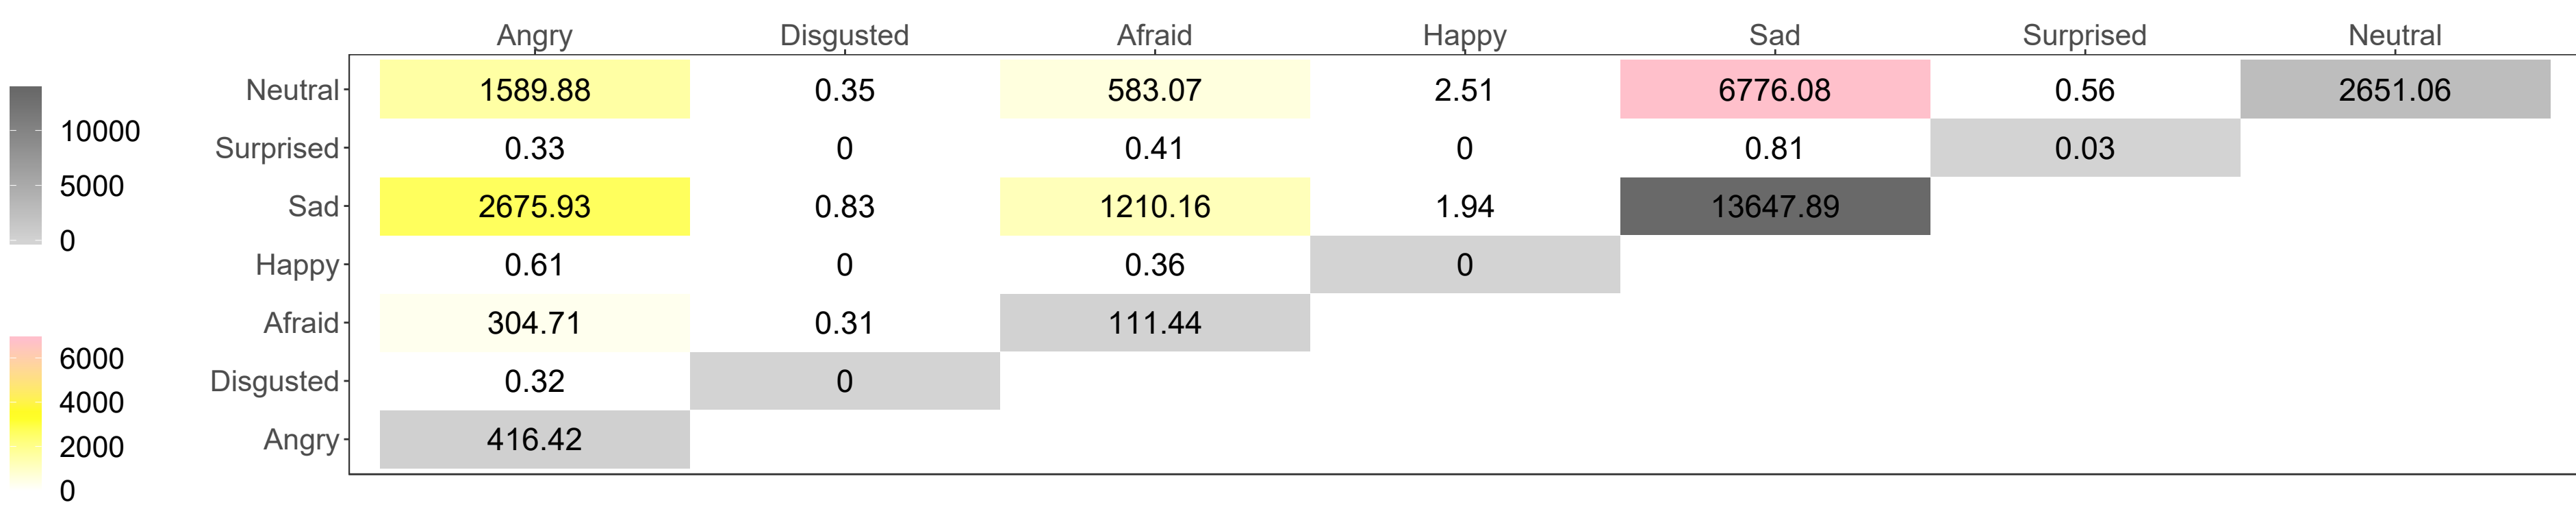 Angry Disgusted Afraid Happy Sad Surprised Neutral
Neutral 1589.88 0.35 583.07 2.51 6776.08 0.56 2651.06
Surprised 0.33 0 0.41 0 0.81 0.03
Sad 2675.93 0.83 1210.16 1.94 13647.89
Happy 0.61 0 0.36 0
Afraid 304.71 0.31 111.44
Disgusted 0.32 0
Angry 416.42
10000
5000
0
6000
4000
2000
0